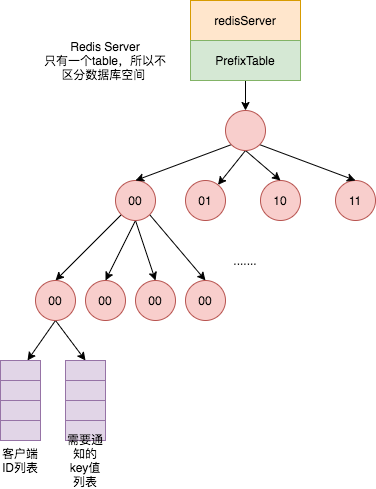 redisServer
PrefixTable
Redis Server
只有一个table，所以不
区分数据库空间
00
01
10
11
.......
00
00
00
00
客户端
ID列表
需要通
知的
key值
列表